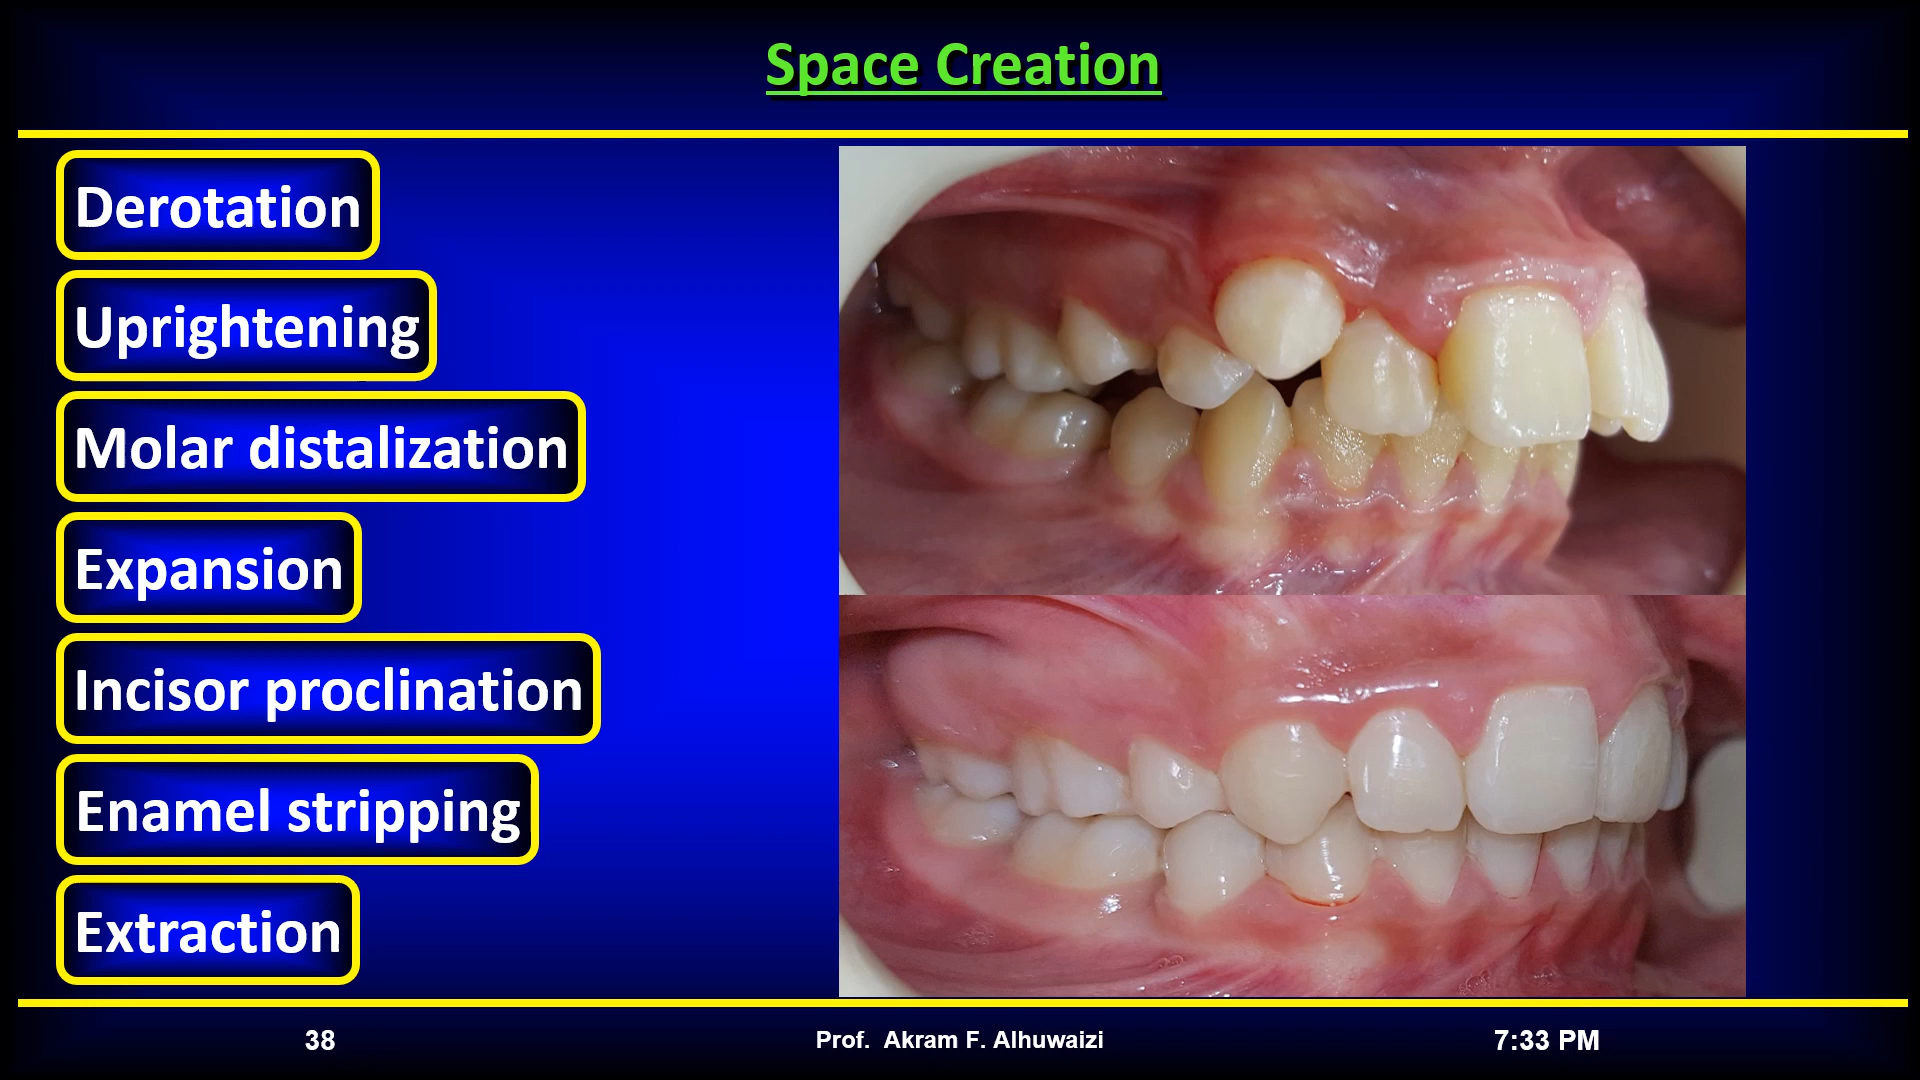 Space Creation
Derotation
Uprightening
Molar distalization
Expansion
Incisor proclination
Enamel stripping
Extraction
38
Prof.  Akram F. Alhuwaizi
7:33 PM